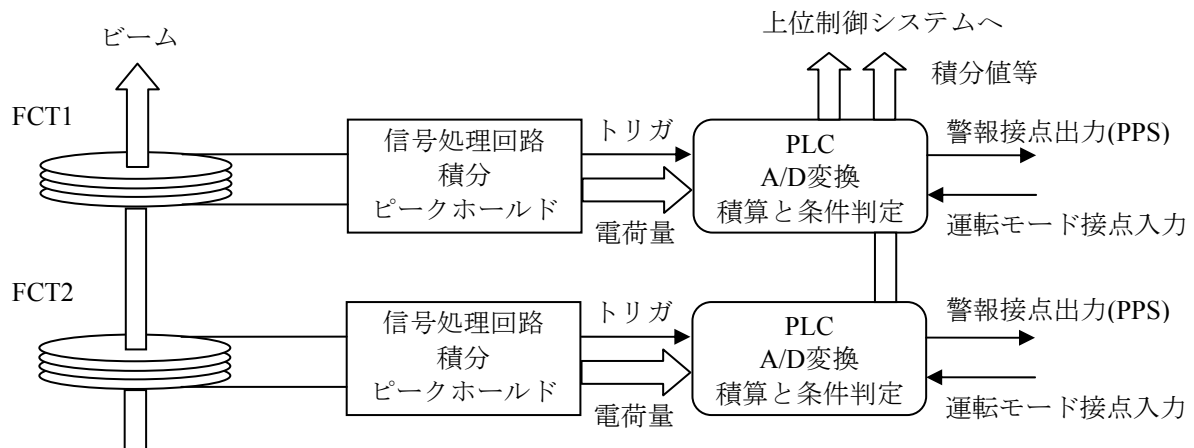 ビーム
上位制御システムへ
積分値等
FCT1
信号処理回路
積分
ピークホールド
トリガ
電荷量
PLC
A/D変換
積算と条件判定
警報接点出力(PPS)
運転モード接点入力
FCT2
信号処理回路
積分
ピークホールド
トリガ
電荷量
PLC
A/D変換
積算と条件判定
警報接点出力(PPS)
運転モード接点入力